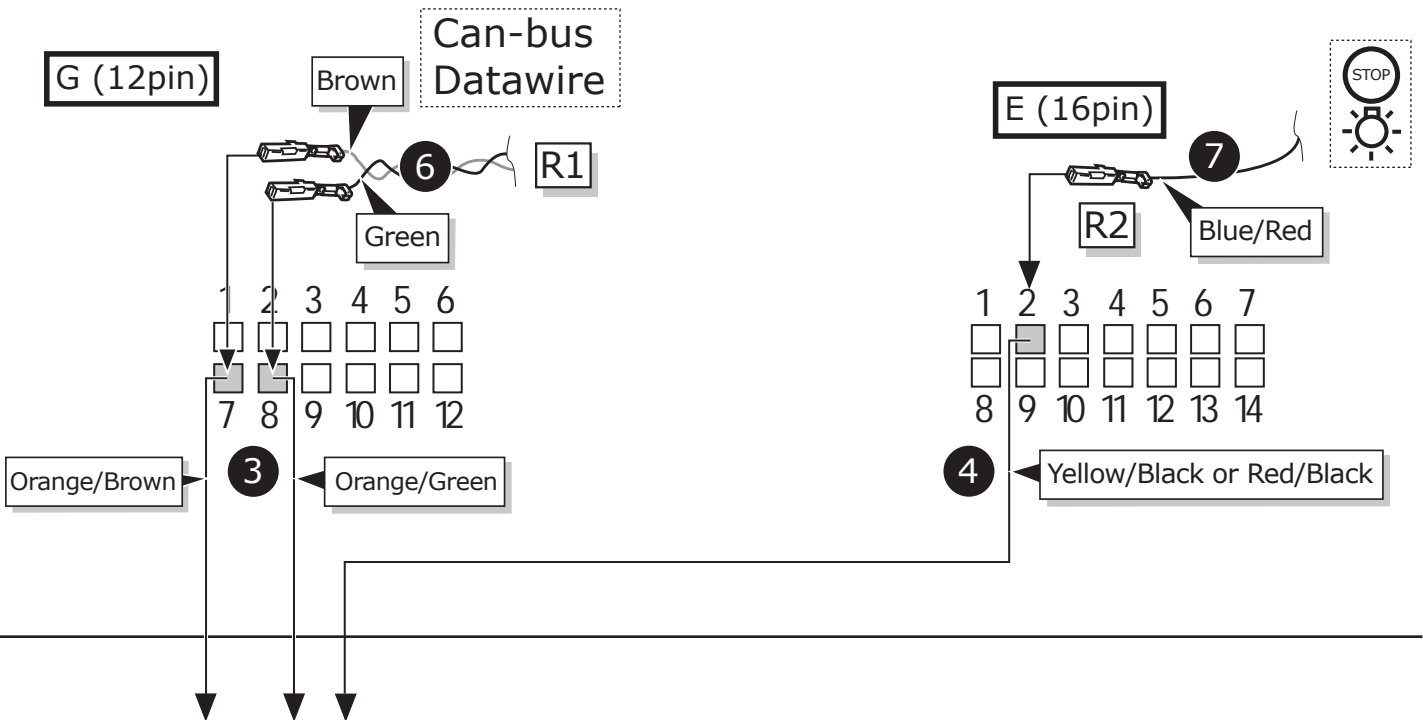 G (12pin)
Brown
Can-bus
Datawire
6
R1
Green
1 2 3 4 5 6
7 8 9 10 11 12
Orange/Brown
3
Orange/Green
E (16pin)
STOP
7
R2
Blue/Red
1 2 3 4 5 6 7
8 9 10 11 12 13 14
4
Yellow/Black or Red/Black